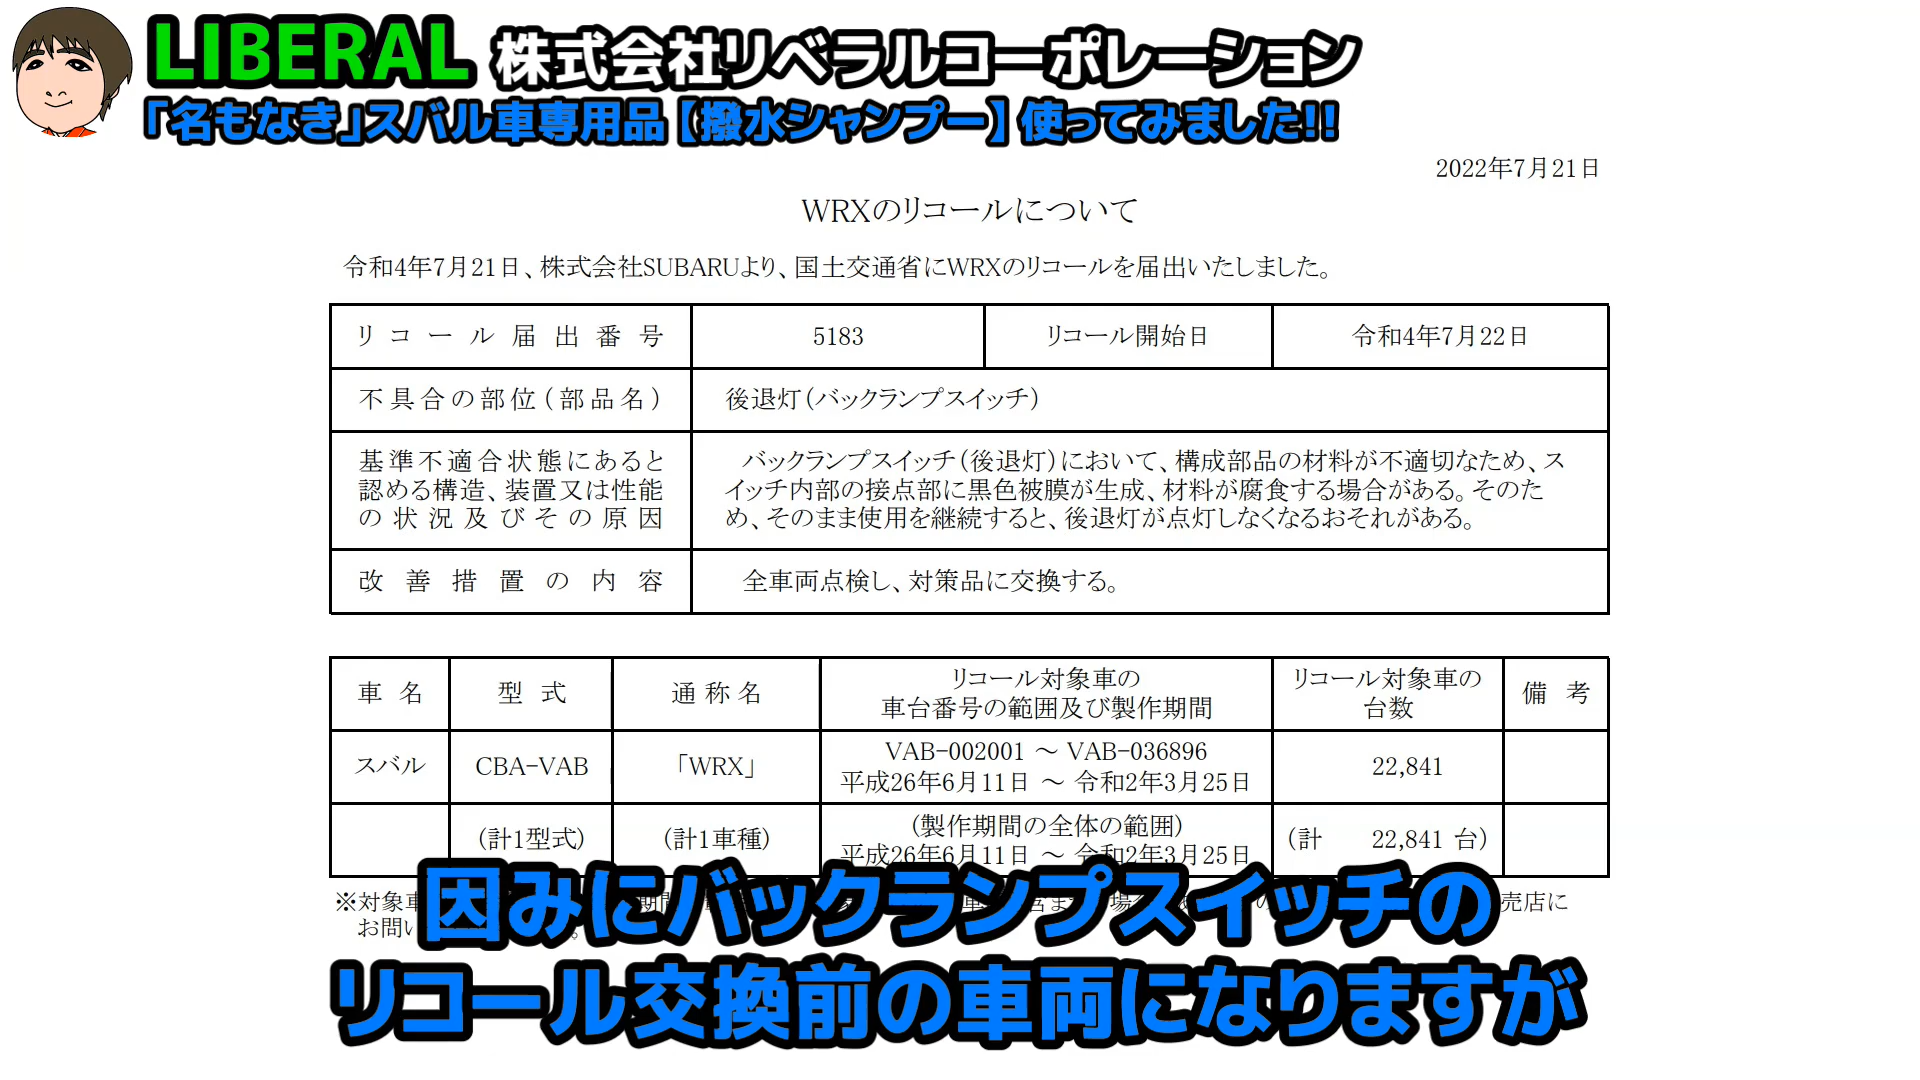 LIBERAL 株式会社リベラルコーポレーション
「名もなき」スバル車専用品【撥水シャンプー】使ってみました!!
2022年7月21日
WRXのリコールについて
令和4年7月21日、株式会社SUBARUより、国土交通省にWRXのリコールを届出いたしました。
リコール届出番号 5183 リコール開始日 令和4年7月22日
不具合の部位(部品名) 後退灯(バックランプスイッチ)
基準不適合状態にあると
認める構造、装置又は性能
の状況及びその原因
バックランプスイッチ(後退灯)において、構成部品の材料が不適切なため、ス
イッチ内部の接点部に黒色被膜が生成、材料が腐食する場合がある。そのた
め、そのまま使用を継続すると、後退灯が点灯しなくなるおそれがある。
改善措置の内容 全車両点検し、対策品に交換する。
車名 型式 通称名
リコール対象車の
車台番号の範囲及び製作期間
リコール対象車の
台数
備考
スバル CBA-VAB 「WRX」
VAB-002001 ～ VAB-036896
平成26年6月11日 ～ 令和2年3月25日
22,841
(計1型式) (計1車種)
(製作期間の全体の範囲)
平成26年6月11日 ～ 令和2年3月25日
(計 22,841 台)
※対象車 売店に
お問い
因みにバックランプスイッチの
リコール交換前の車両になりますが